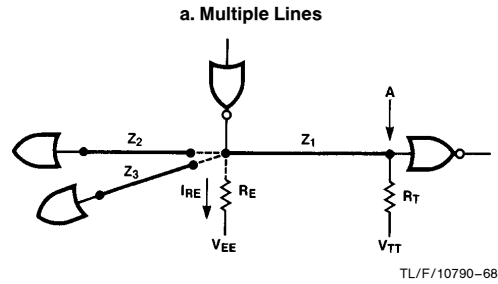 a. Multiple Lines
A
Z2
Z1
Z3
IRE
RE
RT
VEE
VTT
TL/F/10790–68